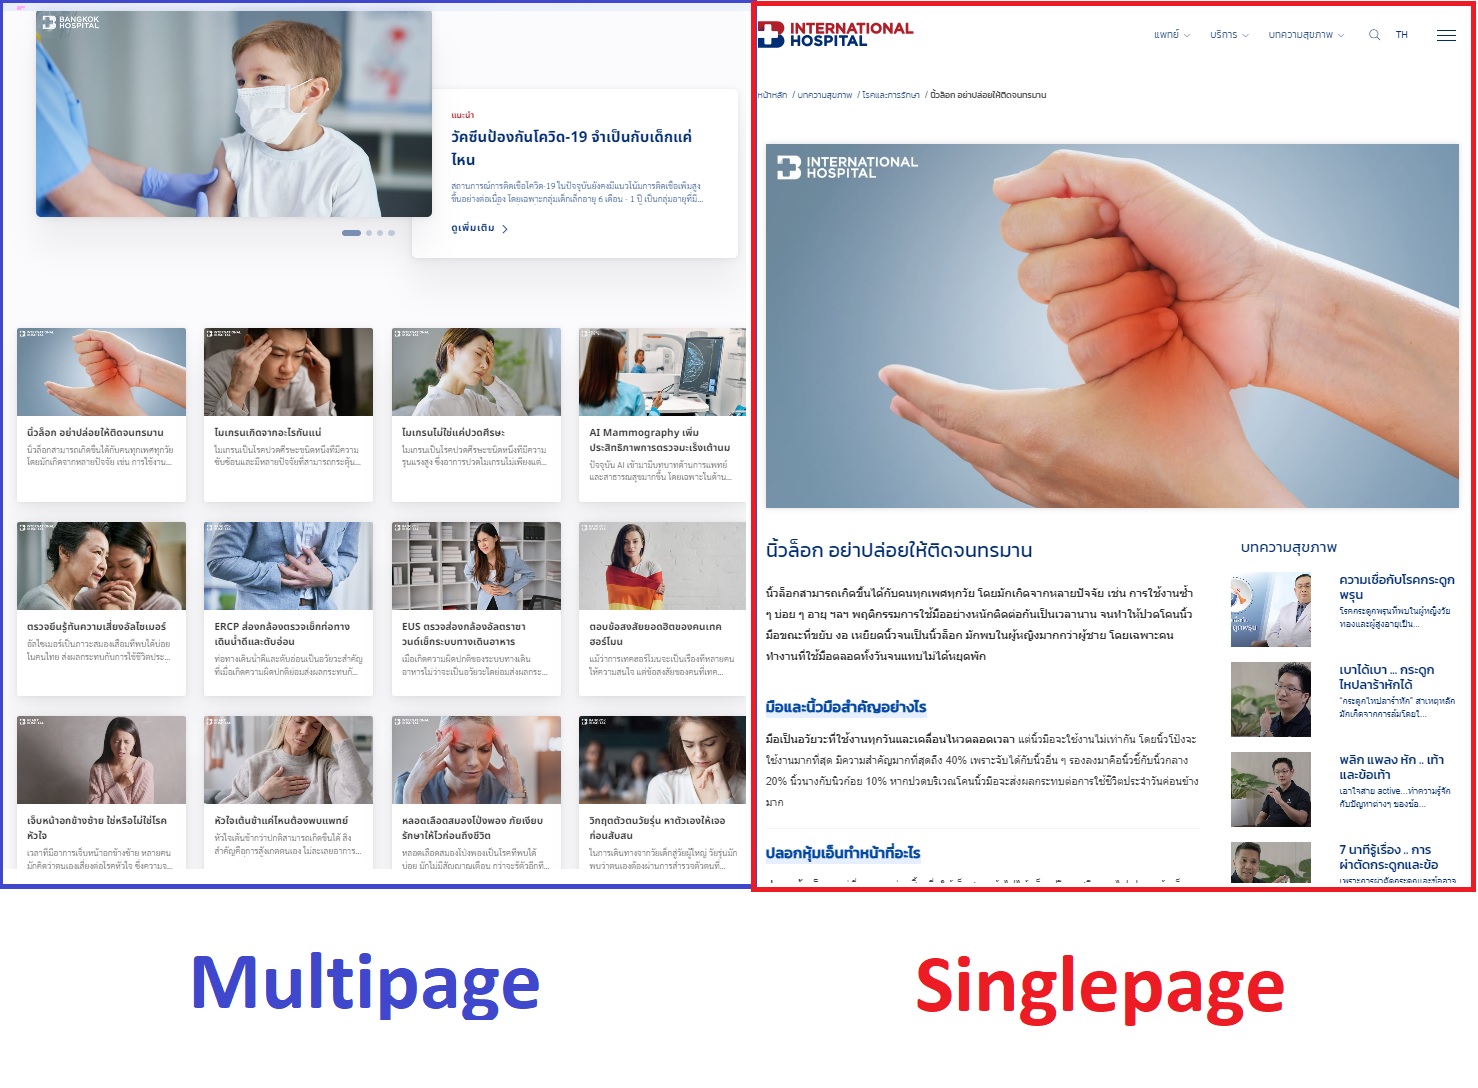 BANGKOK
HOSPITAL
แนะนำ
วัคซีนป้องกันโควิด-19 จำเป็นกับเด็กแค่
ไหน
สถานการณ์การติดเชื้อโควิด-19 ในปัจจุบันยังคงมีแนวโน้มการติดเชื้อเพิ่มสูง
ขึ้นอย่างต่อเนื่อง โดยเฉพาะกลุ่มเด็กเล็กอายุ 6 เดือน - 1 ปี เป็นกลุ่มอายุที่มี...
ดูเพิ่มเติม
นิ้วล็อก อย่าปล่อยให้ติดจนทรมาน
นิ้วล็อกสามารถเกิดขึ้นได้กับคนทุกเพศทุกวัย
โดยมักเกิดจากหลายปัจจัย เช่น การใช้งาน...
ไมเกรนเกิดจากอะไรกันแน่
ไมเกรนเป็นโรคปวดศีรษะชนิดหนึ่งที่มีความ
ซับซ้อนและมีหลายปัจจัยที่สามารถกระตุ้น...
ไมเกรนไม่ใช่แค่ปวดศีรษะ
ไมเกรนเป็นโรคปวดศีรษะชนิดหนึ่งที่มีความ
รุนแรงสูง ซึ่งอาการปวดไมเกรนไม่เพียงแต่...
AI Mammography เพิ่ม
ประสิทธิภาพการตรวจมะเร็งเต้านม
ปัจจุบัน AI เข้ามามีบทบาทด้านการแพทย์
และสาธารณสุขมากขึ้น โดยเฉพาะในด้าน...
ตรวจยีนรู้ทันความเสี่ยงอัลไซเมอร์
อัลไซเมอร์เป็นภาวะสมองเสื่อมที่พบได้บ่อย
ในคนไทย ส่งผลกระทบกับการใช้ชีวิตประ...
ERCP ส่องกล้องตรวจเช็กท่อทาง
เดินน้ำดีและตับอ่อน
ท่อทางเดินน้ำดีและตับอ่อนเป็นอวัยวะสำคัญ
ที่เมื่อเกิดความผิดปกติย่อมส่งผลกระทบกั...
EUS ตรวจส่องกล้องอัลตราซา
วนด์เช็กระบบทางเดินอาหาร
เมื่อเกิดความผิดปกติของระบบทางเดิน
อาหารไม่ว่าจะเป็นอวัยวะใดย่อมส่งผลกระ...
ตอบข้อสงสัยยอดฮิตของคนเทค
ฮอร์โมน
แม้ว่าการเทคฮอร์โมนจะเป็นเรื่องที่หลายคน
ให้ความสนใจ แต่ข้อสงสัยของคนที่เทค...
เจ็บหน้าอกข้างซ้าย ใช่หรือไม่ใช่โรค
หัวใจ
เวลาที่มีอาการเจ็บหน้าอกข้างซ้าย หลายคน
มักคิดว่าตนเองเสี่ยงต่อโรคหัวใจ ซึ่งความจ...
หัวใจเต้นช้าแค่ไหนต้องพบแพทย์
หัวใจเต้นช้ากว่าปกติสามารถเกิดขึ้นได้ สิ่ง
สำคัญคือการสังเกตตนเอง ไม่ละเลยอาการ...
หลอดเลือดสมองโป่งพอง ภัยเงียบ
รักษาให้ไวก่อนถึงชีวิต
หลอดเลือดสมองโป่งพองเป็นโรคที่พบได้
บ่อย มักไม่มีสัญญาณเตือน กว่าจะรู้ตัวอีกที...
วิกฤตตัวตนวัยรุ่น หาตัวเองให้เจอ
ก่อนสับสน
ในการเดินทางจากวัยเด็กสู่วัยผู้ใหญ่ วัยรุ่นมัก
พบว่าตนเองต้องผ่านการสำรวจตัวตนที่...
Multipage
INTERNATIONAL
HOSPITAL
แพทย์ บริการ บทความสุขภาพ TH
หน้าหลัก / บทความสุขภาพ / โรคและการรักษา / นิ้วล็อก อย่าปล่อยให้ติดจนทรมาน
INTERNATIONAL
HOSPITAL
นิ้วล็อก อย่าปล่อยให้ติดจนทรมาน
นิ้วล็อกสามารถเกิดขึ้นได้กับคนทุกเพศทุกวัย โดยมักเกิดจากหลายปัจจัย เช่น การใช้งานซ้ำ
ๆ บ่อย ๆ อายุ ฯลฯ พฤติกรรมการใช้มืออย่างหนักติดต่อกันเป็นเวลานาน จนทำให้ปวดโคนนิ้ว
มือขณะที่ขยับ งอ เหยียดนิ้วจนเป็นนิ้วล็อก มักพบในผู้หญิงมากกว่าผู้ชาย โดยเฉพาะคน
ทำงานที่ใช้มือตลอดทั้งวันจนแทบไม่ได้หยุดพัก
มือและนิ้วมือสำคัญอย่างไร
มือเป็นอวัยวะที่ใช้งานทุกวันและเคลื่อนไหวตลอดเวลา แต่นิ้วมือจะใช้งานไม่เท่ากัน โดยนิ้วโป้งจะ
ใช้งานมากที่สุด มีความสำคัญมากที่สุดถึง 40% เพราะจับได้กับนิ้วอื่น ๆ รองลงมาคือนิ้วชี้กับนิ้วกลาง
20% นิ้วนางกับนิ้วก้อย 10% หากปวดบริเวณโคนนิ้วมือจะส่งผลกระทบต่อการใช้ชีวิตประจำวันค่อนข้าง
มาก
ปลอกหุ้มเอ็นทำหน้าที่อะไร
บทความสุขภาพ
ความเชื่อกับโรคกระดูก
พรุน
โรคกระดูกพรุนที่พบในผู้หญิงวัย
ทองและผู้สูงอายุเป็น...
เบาได้เบา ... กระดูก
ไหปลาร้าหักได้
"กระดูกไหปลาร้าหัก" สาเหตุหลัก
มักเกิดจากการล้มโดยใ...
พลิก แพลง หัก .. เท้า
และข้อเท้า
เอาใจสาย active...ทำความรู้จัก
กับปัญหาต่างๆ ของข้อ...
7 นาทีรู้เรื่อง .. การ
ผ่าตัดกระดูกและข้อ
เพราะการผ่าตัดกระดูกและข้ออาจ
Singlepage